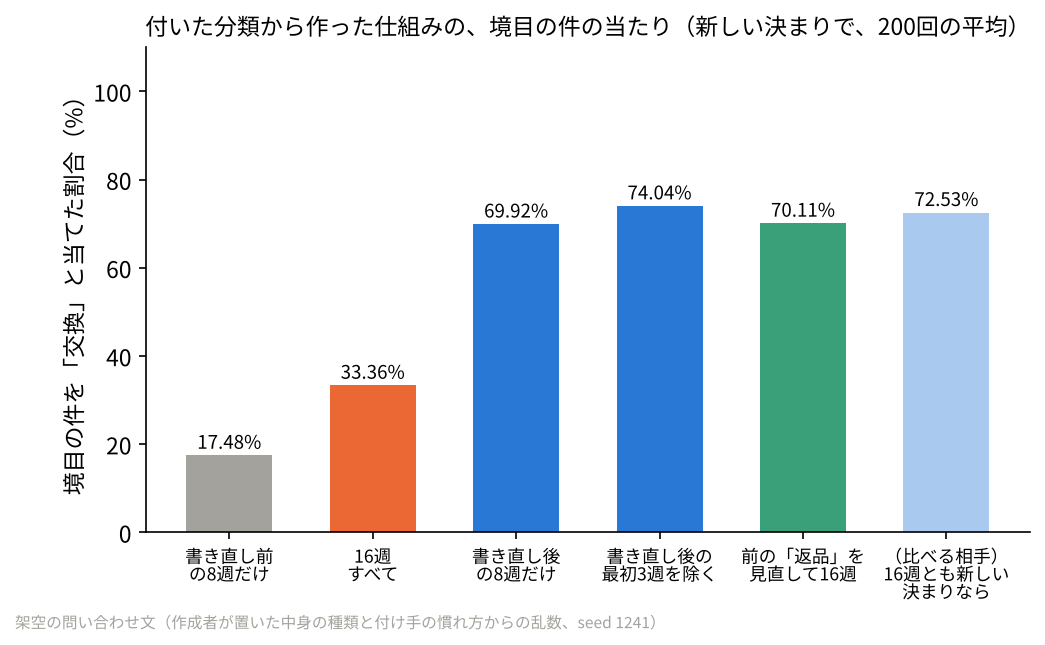 付いた分類から作った仕組みの、境目の件の当たり（新しい決まりで、200回の平均）
境目の件を「交換」と当てた割合（%）
100
80
60
40
20
0
17.48%
33.36%
69.92%
74.04%
70.11%
72.53%
書き直し前
の8週だけ
16週
すべて
書き直し後
の8週だけ
書き直し後の
最初3週を除く
前の「返品」を
見直して16週
（比べる相手）
16週とも新しい
決まりなら
架空の問い合わせ文（作成者が置いた中身の種類と付け手の慣れ方からの乱数、seed 1241）